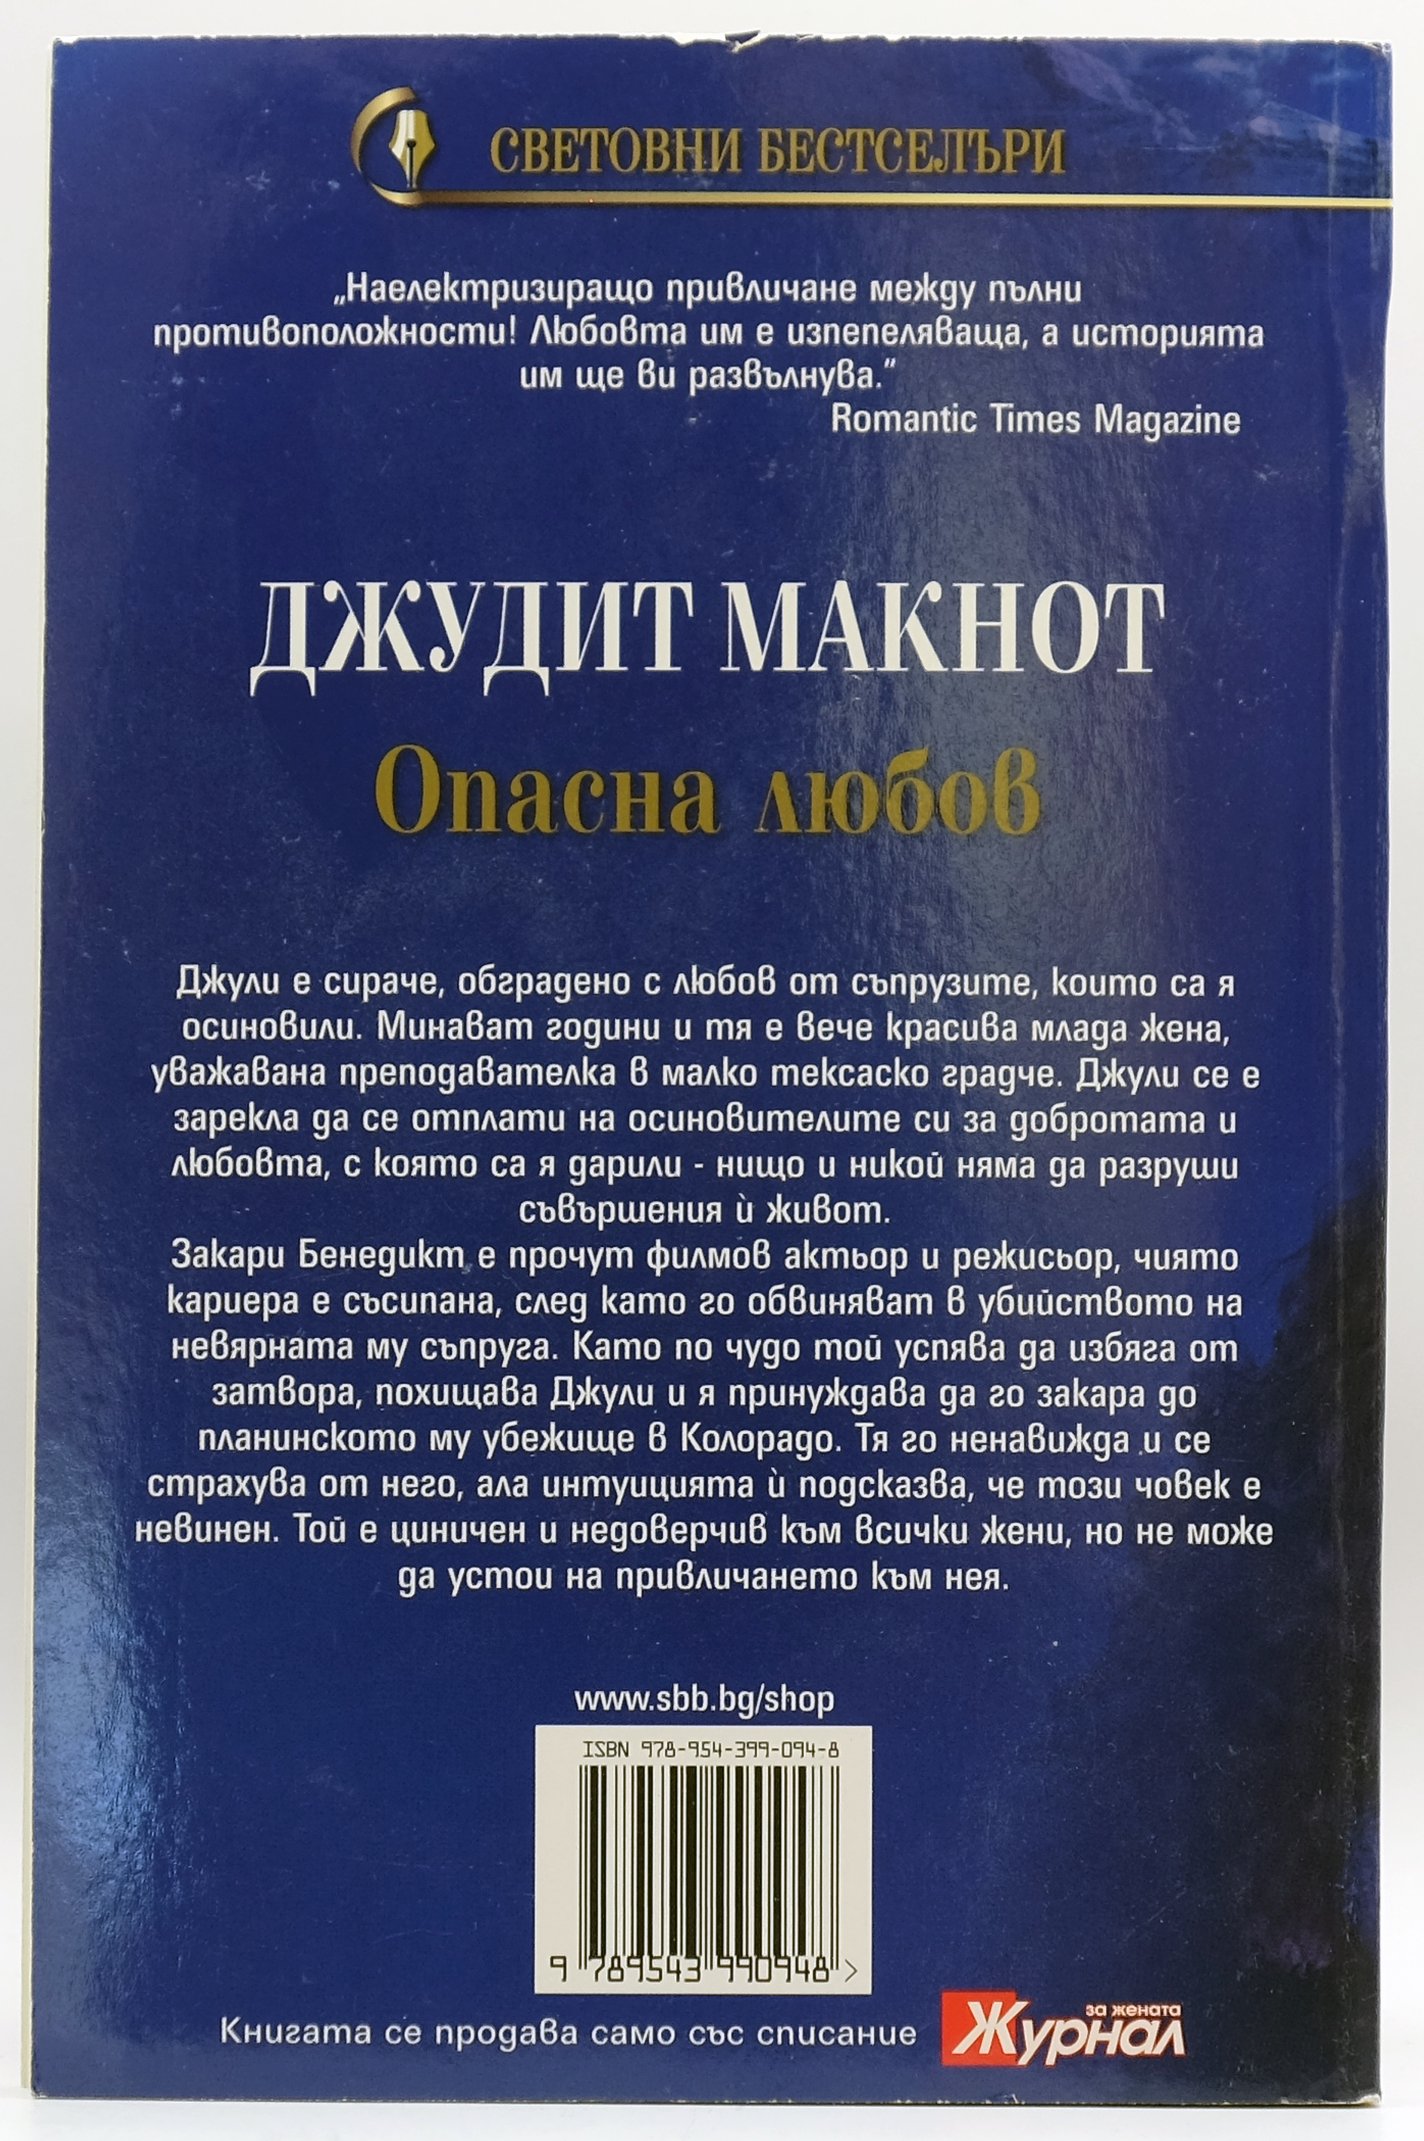 СВЕТОВНИ БЕСТСЕЛЪРИ
„Наелектризиращо привличане между пълни
противоположности! Любовта им е изпепеляваща, а историята
им ще ви развълнува.“
Romantic Times Magazine
ДЖУДИТ МАКНОТ
Опасна любов
Джули е сираче, обградено с любов от съпрузите, които са я
осиновили. Минават години и тя е вече красива млада жена,
уважавана преподавателка в малко тексаско градче. Джули се е
зарекла да се отплати на осиновителите си за добротата и
любовта, с която са я дарили - нищо и никой няма да разруши
съвършения ѝ живот.
Закари Бенедикт е прочут филмов актьор и режисьор, чиято
кариера е съсипана, след като го обвиняват в убийството на
невярната му съпруга. Като по чудо той успява да избяга от
затвора, похищава Джули и я принуждава да го закара до
планинското му убежище в Колорадо. Тя го ненавижда и се
страхува от него, ала интуицията ѝ подсказва, че този човек е
невинен. Той е циничен и недоверчив към всички жени, но не може
да устои на привличането към нея.
www.sbb.bg/shop
ISBN 978-954-399-094-8
9 789543 990948 >
Книгата се продава само със списание
за жената
Журнал